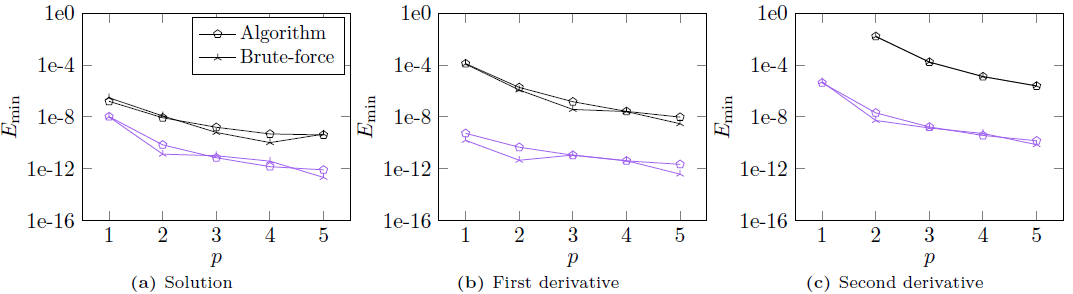 1e0
1e-4
1e-8
1e-12
1e-16
E_min
1 2 3 4 5
p
Algorithm
Brute-force
(a) Solution
1e0
1e-4
1e-8
1e-12
1e-16
E_min
1 2 3 4 5
p
(b) First derivative
1e0
1e-4
1e-8
1e-12
1e-16
E_min
1 2 3 4 5
p
(c) Second derivative